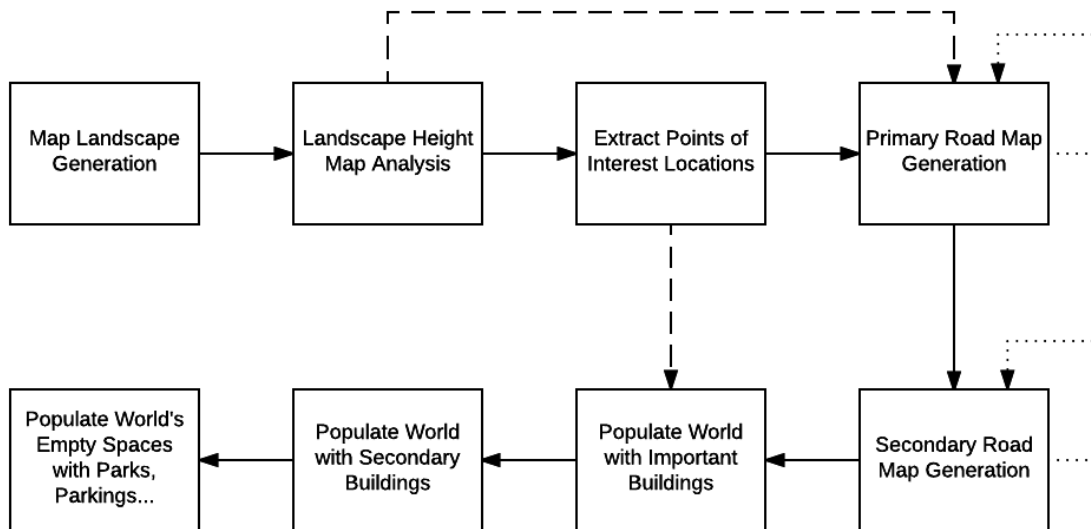 Map Landscape
Generation
Landscape Height
Map Analysis
Extract Points of
Interest Locations
Primary Road Map
Generation
Populate World's
Empty Spaces
with Parks,
Parkings...
Populate World
with Secondary
Buildings
Populate World
with Important
Buildings
Secondary Road
Map Generation